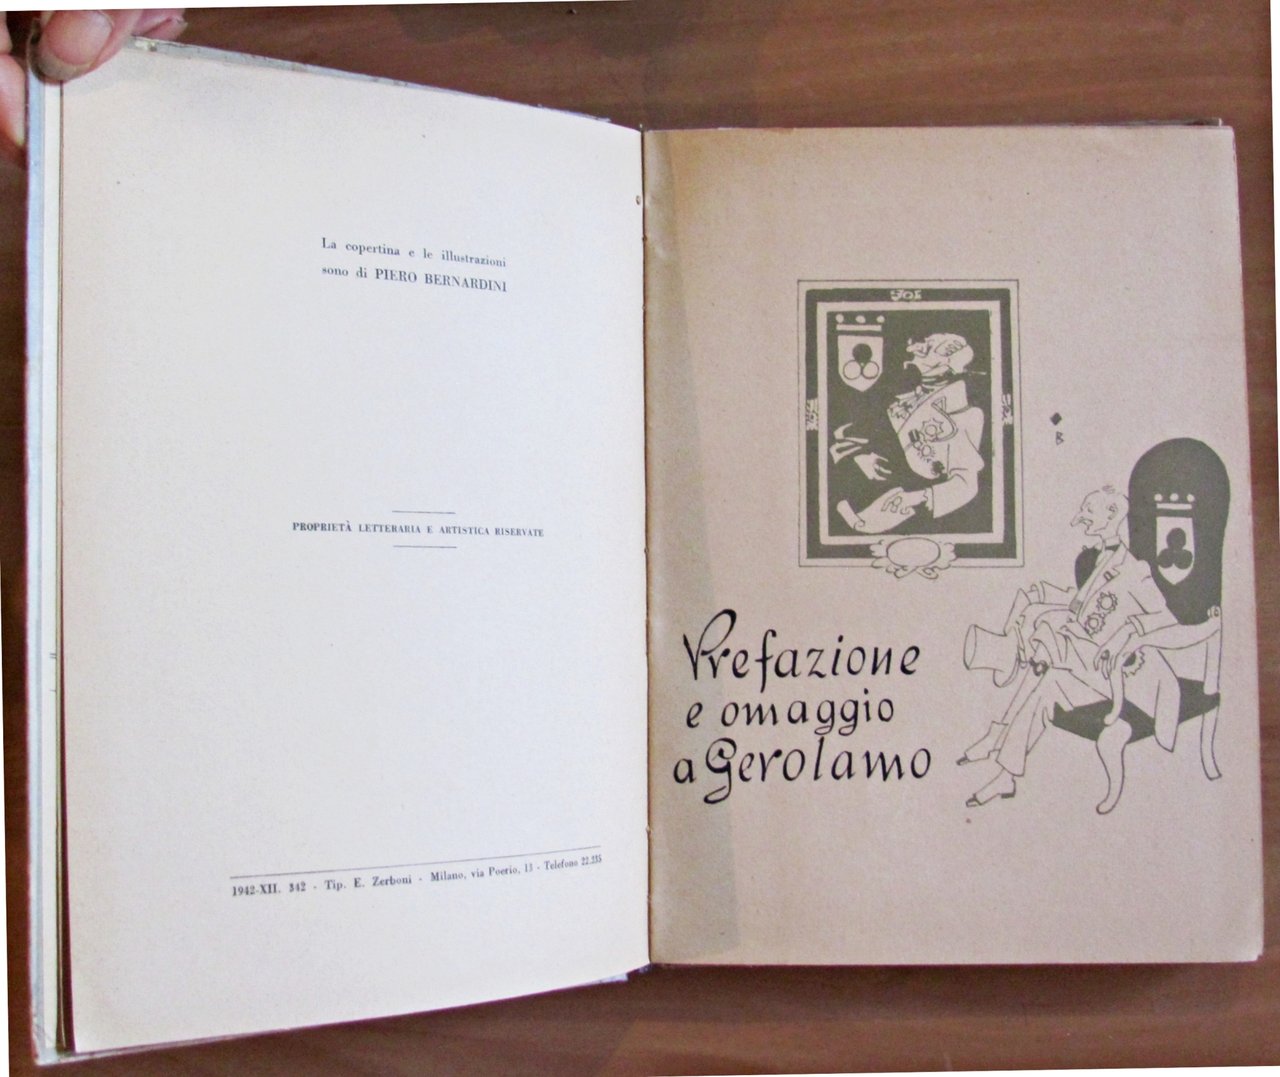 La copertina e le illustrazioni
sono di PIERO BERNARDINI
PROPRIETÀ LETTERARIA E ARTISTICA RISERVATE
1942-XII. 342 - Tip. E. Zerboni - Milano, via Poerio, 13 - Telefono 22.235
B
Prefazione
e omaggio
a Gerolamo